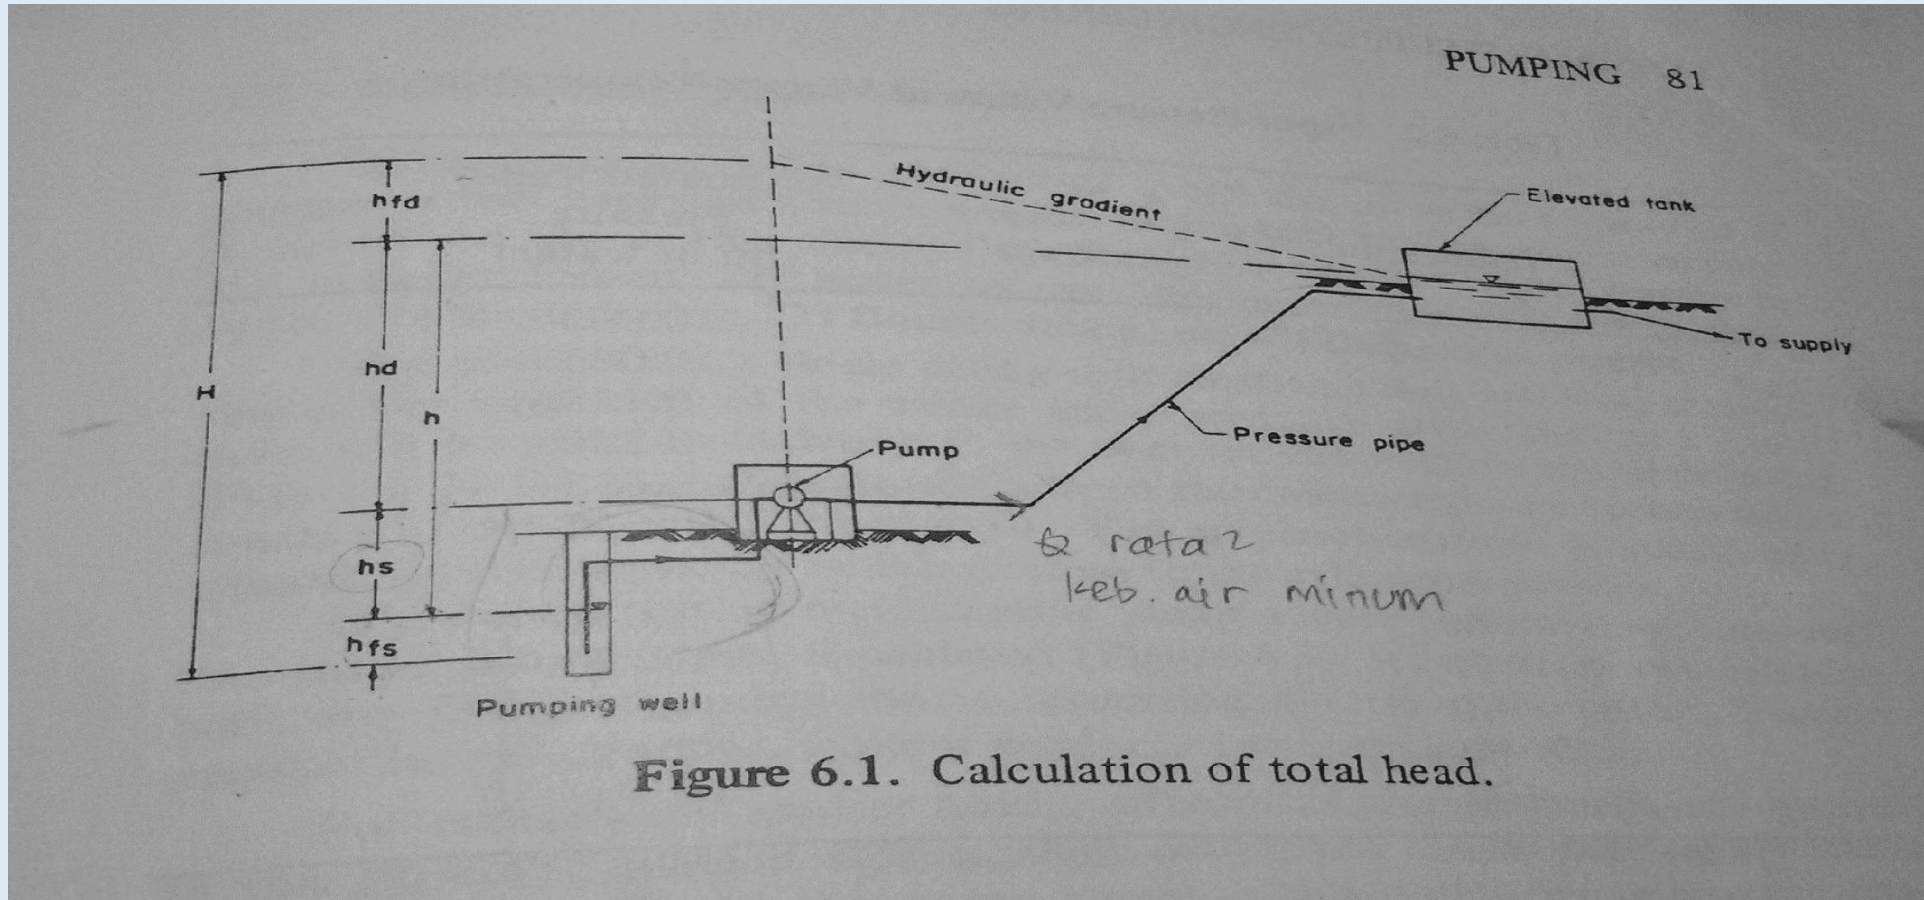 PUMPING 81
hfd
Hydraulic gradient
Elevated tank
To supply
hd
H
h
Pump
Pressure pipe
hs
Q rata2
keb. air minum
hfs
Pumping well
Figure 6.1. Calculation of total head.